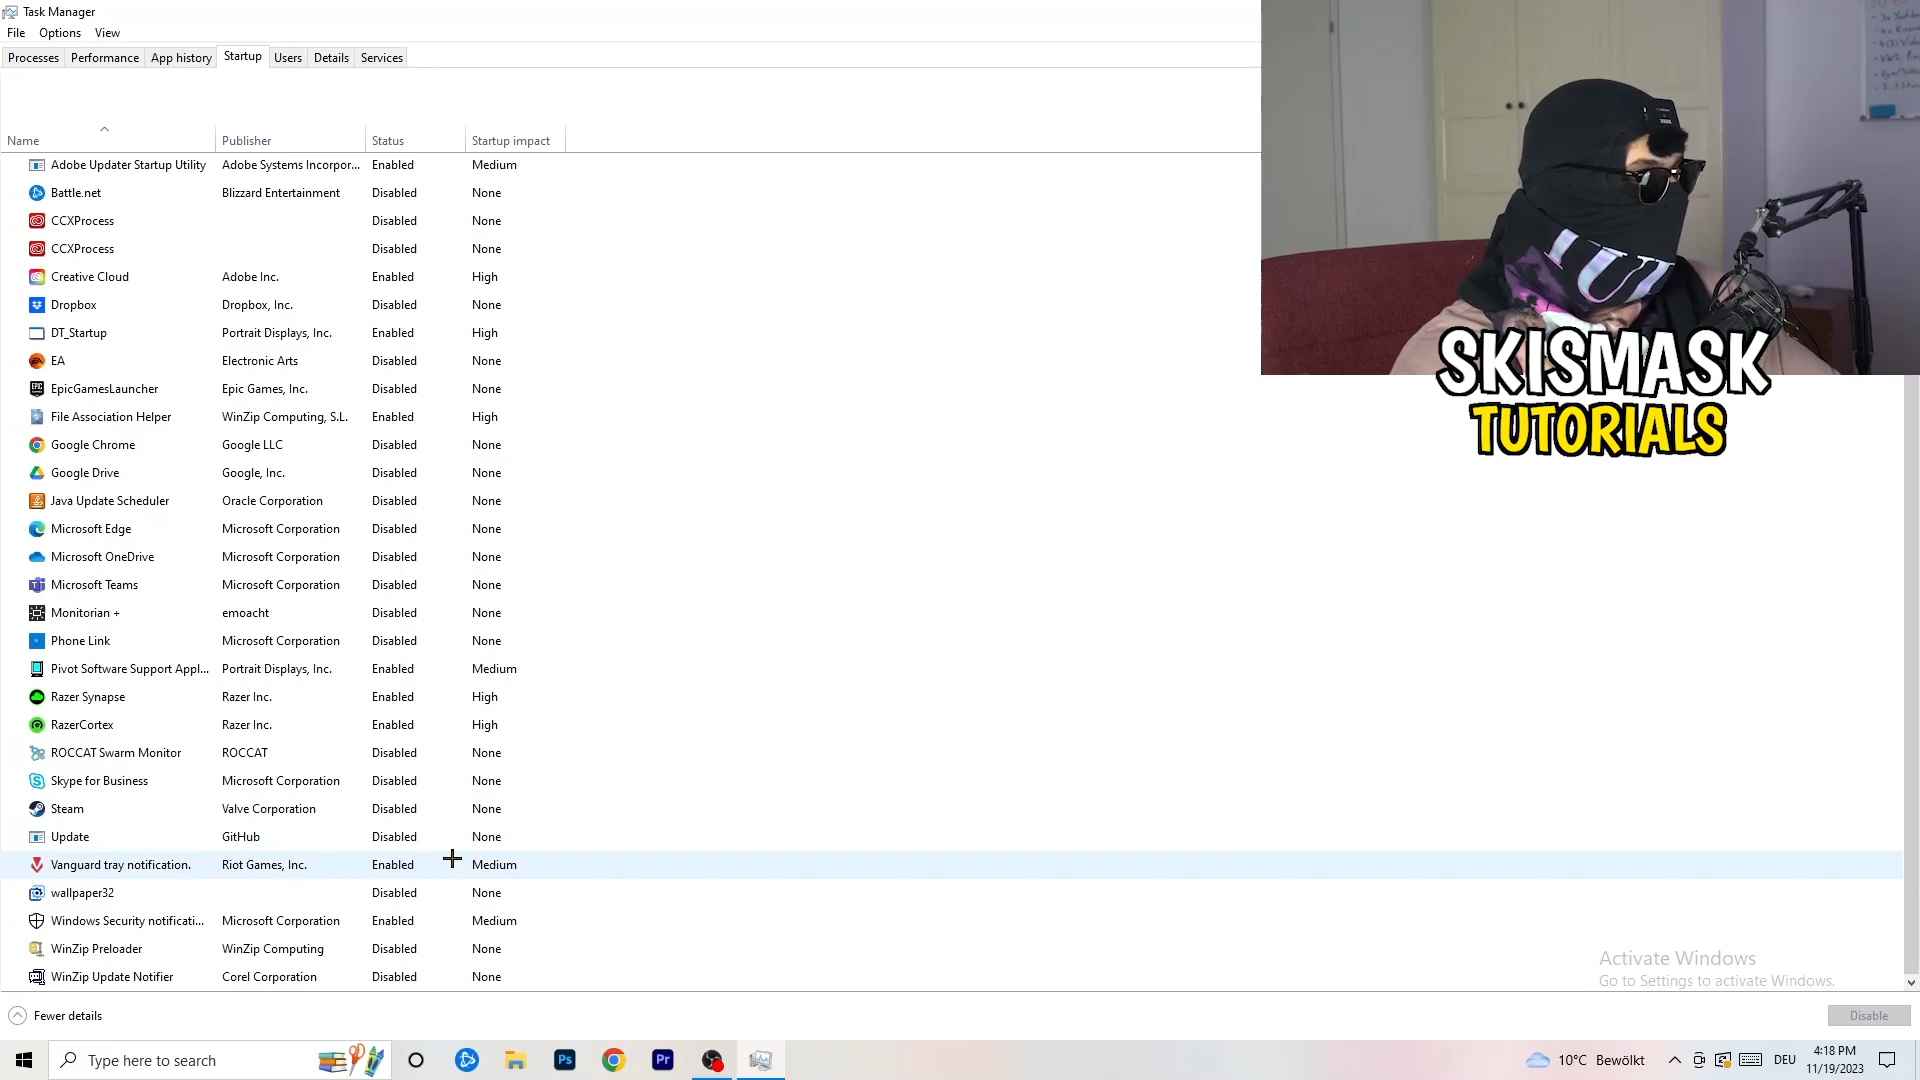 Task Manager
File Options View
Processes Performance App history Startup Users Details Services
Name Publisher Status Startup impact
Adobe Updater Startup Utility Adobe Systems Incorpor... Enabled Medium
Battle.net Blizzard Entertainment Disabled None
CCXProcess Disabled None
CCXProcess Disabled None
Creative Cloud Adobe Inc. Enabled High
Dropbox Dropbox, Inc. Disabled None
DT_Startup Portrait Displays, Inc. Enabled High
EA Electronic Arts Disabled None
EpicGamesLauncher Epic Games, Inc. Disabled None
File Association Helper WinZip Computing, S.L. Enabled High
Google Chrome Google LLC Disabled None
Google Drive Google, Inc. Disabled None
Java Update Scheduler Oracle Corporation Disabled None
Microsoft Edge Microsoft Corporation Disabled None
Microsoft OneDrive Microsoft Corporation Disabled None
Microsoft Teams Microsoft Corporation Disabled None
Monitorian + emoacht Disabled None
Phone Link Microsoft Corporation Disabled None
Pivot Software Support Appl... Portrait Displays, Inc. Enabled Medium
Razer Synapse Razer Inc. Enabled High
RazerCortex Razer Inc. Enabled High
ROCCAT Swarm Monitor ROCCAT Disabled None
Skype for Business Microsoft Corporation Disabled None
Steam Valve Corporation Disabled None
Update GitHub Disabled None
Vanguard tray notification. Riot Games, Inc. Enabled Medium
wallpaper32 Disabled None
Windows Security notificati... Microsoft Corporation Enabled Medium
WinZip Preloader WinZip Computing Disabled None
WinZip Update Notifier Corel Corporation Disabled None
SKISMASK
TUTORIALS
Activate Windows
Go to Settings to activate Windows.
Fewer details Disable
Type here to search Ps Pr 10°C Bewölkt DEU 4:18 PM
11/19/2023